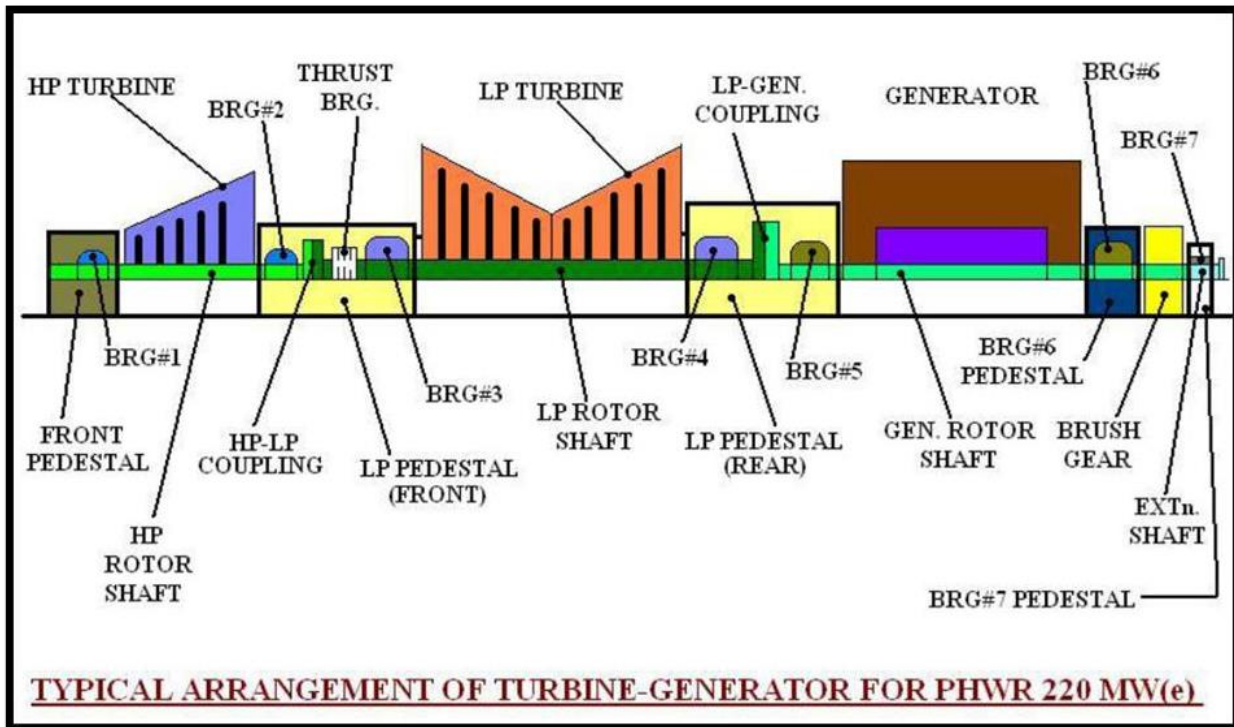 HP TURBINE
BRG#2
THRUST
BRG.
LP TURBINE
LP-GEN.
COUPLING
GENERATOR
BRG#6
BRG#7
BRG#1
BRG#3
BRG#4
BRG#5
BRG#6
PEDESTAL
FRONT
PEDESTAL
HP-LP
COUPLING
LP PEDESTAL
(FRONT)
LP ROTOR
SHAFT
LP PEDESTAL
(REAR)
GEN. ROTOR
SHAFT
BRUSH
GEAR
EXTn.
SHAFT
HP
ROTOR
SHAFT
BRG#7 PEDESTAL
TYPICAL ARRANGEMENT OF TURBINE-GENERATOR FOR PHWR 220 MW(e)